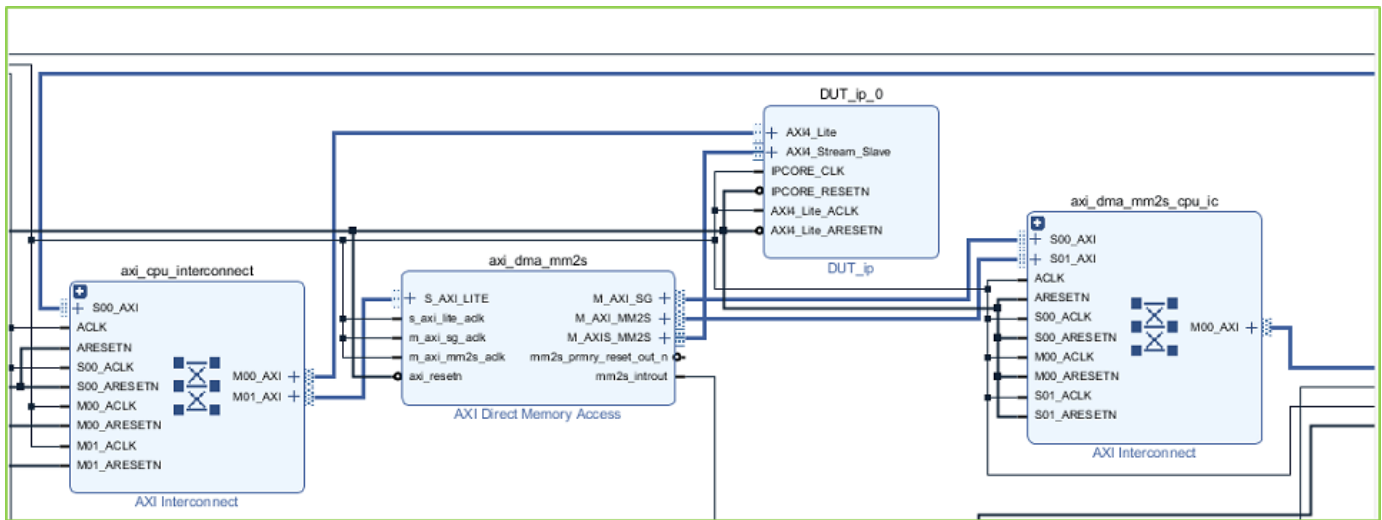 DUT_ip_0
AXI4_Lite
AXI4_Stream_Slave
IPCORE_CLK
IPCORE_RESETN
AXI4_Lite_ACLK
AXI4_Lite_ARESETN
DUT_ip
axi_cpu_interconnect
S00_AXI
ACLK
ARESETN
S00_ACLK
S00_ARESETN
M00_ACLK
M00_ARESETN
M01_ACLK
M01_ARESETN
M00_AXI
M01_AXI
AXI Interconnect
axi_dma_mm2s
S_AXI_LITE
s_axi_lite_aclk
m_axi_sg_aclk
m_axi_mm2s_aclk
axi_resetn
M_AXI_SG
M_AXI_MM2S
M_AXIS_MM2S
mm2s_prmry_reset_out_n
mm2s_introut
AXI Direct Memory Access
axi_dma_mm2s_cpu_ic
S00_AXI
S01_AXI
ACLK
ARESETN
S00_ACLK
S00_ARESETN
M00_ACLK
M00_ARESETN
S01_ACLK
S01_ARESETN
M00_AXI
AXI Interconnect